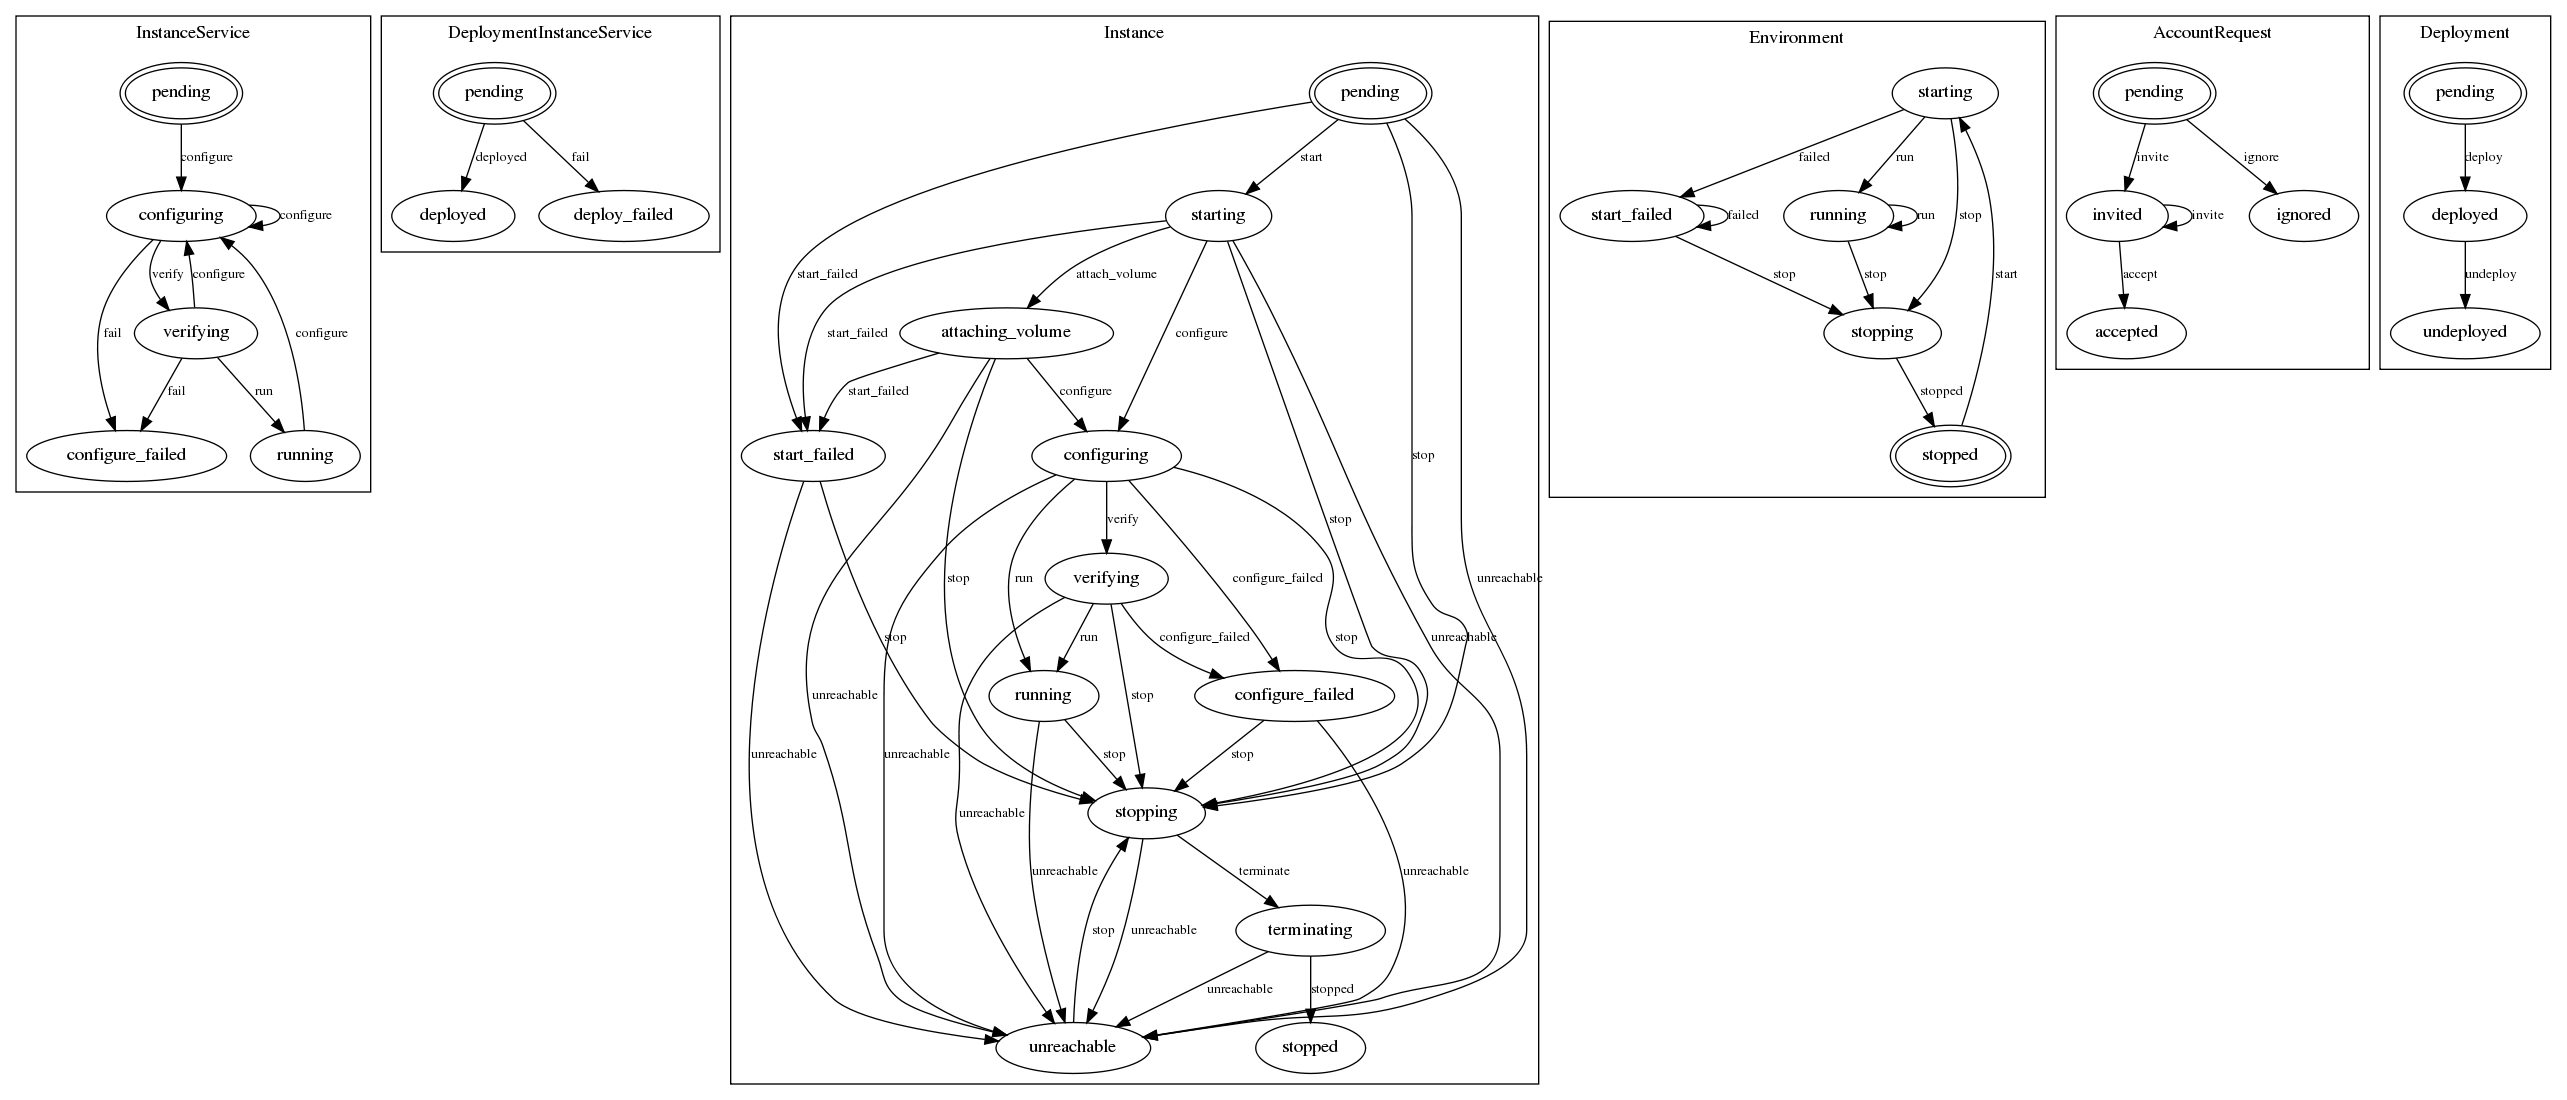 InstanceService
pending
configure
configuring
configure
verify
configure
fail
verifying
configure
fail
run
configure_failed
running
DeploymentInstanceService
pending
deployed
fail
deployed
deploy_failed
Instance
pending
start
starting
start_failed
attach_volume
start_failed
attaching_volume
configure
start_failed
configure
stop
start_failed
configuring
verify
stop
stop
run
verifying
configure_failed
unreachable
stop
run
configure_failed
stop
unreachable
unreachable
running
stop
configure_failed
unreachable
unreachable
stop
stop
unreachable
stopping
unreachable
terminate
unreachable
stop
unreachable
terminating
unreachable
stopped
unreachable
stopped
Environment
starting
failed
run
stop
start_failed
failed
running
run
stop
stop
start
stopping
stopped
stopped
AccountRequest
pending
invite
ignore
invited
invite
ignored
accept
accepted
Deployment
pending
deploy
deployed
undeploy
undeployed